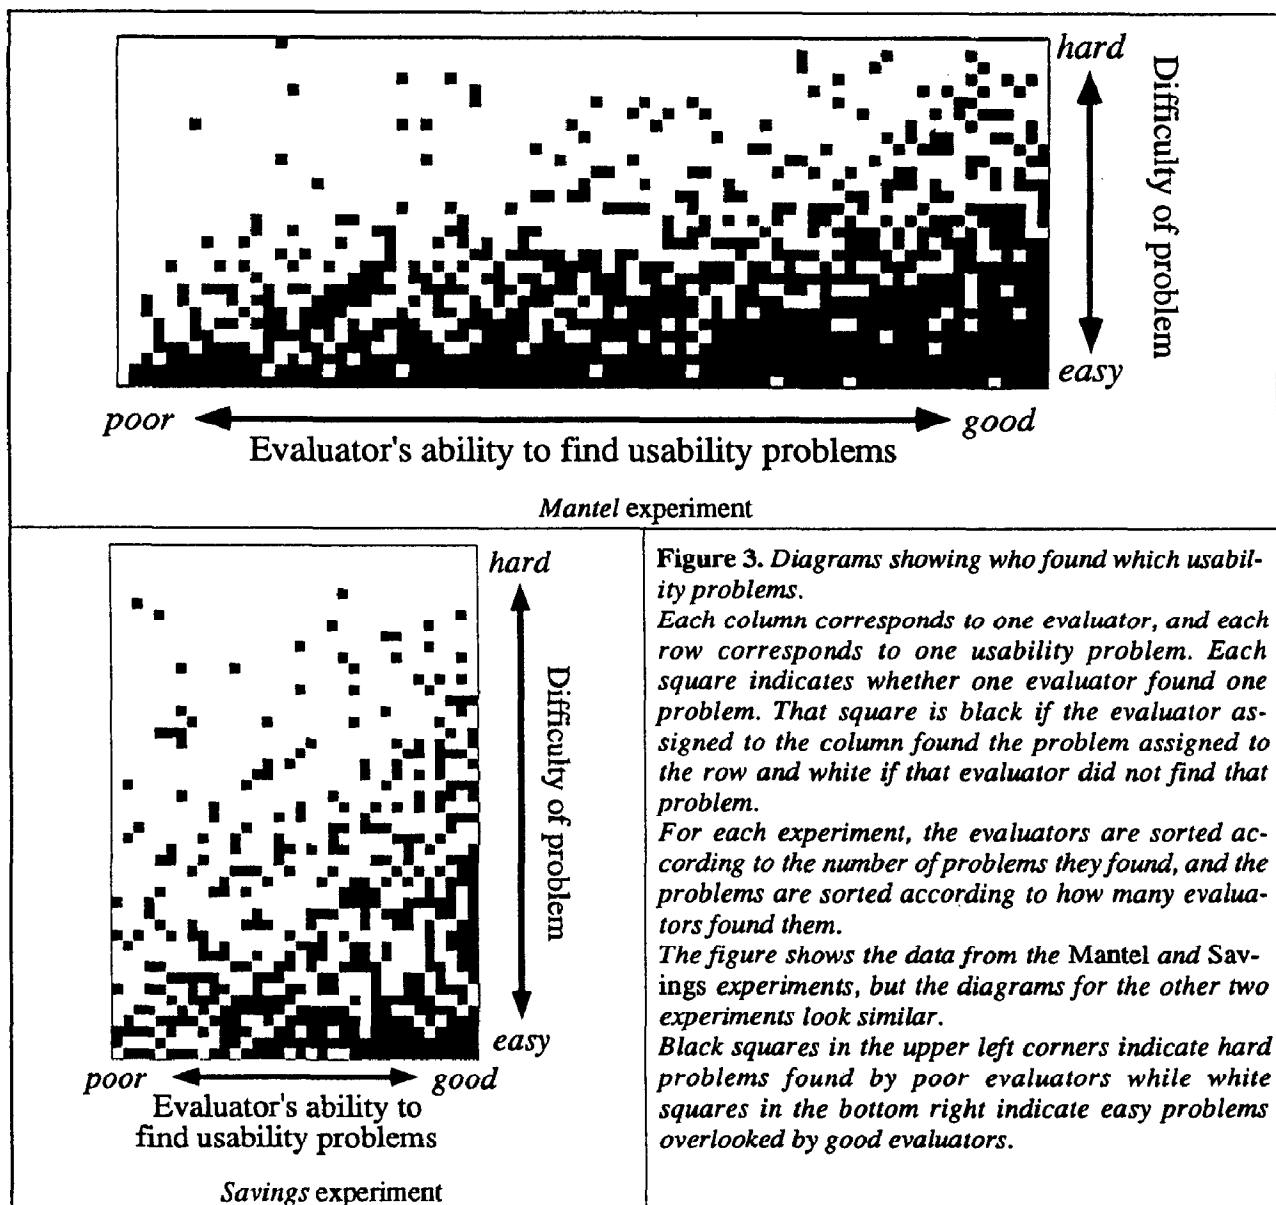 hard
Difficulty of problem
easy
poor
good
Evaluator's ability to find usability problems
Mantel experiment
hard
Difficulty of problem
easy
poor
good
Evaluator's ability to
find usability problems
Savings experiment
Figure 3. Diagrams showing who found which usabil-
ity problems.
Each column corresponds to one evaluator, and each
row corresponds to one usability problem. Each
square indicates whether one evaluator found one
problem. That square is black if the evaluator as-
signed to the column found the problem assigned to
the row and white if that evaluator did not find that
problem.
For each experiment, the evaluators are sorted ac-
cording to the number of problems they found, and the
problems are sorted according to how many evalua-
tors found them.
The figure shows the data from the Mantel and Sav-
ings experiments, but the diagrams for the other two
experiments look similar.
Black squares in the upper left corners indicate hard
problems found by poor evaluators while white
squares in the bottom right indicate easy problems
overlooked by good evaluators.